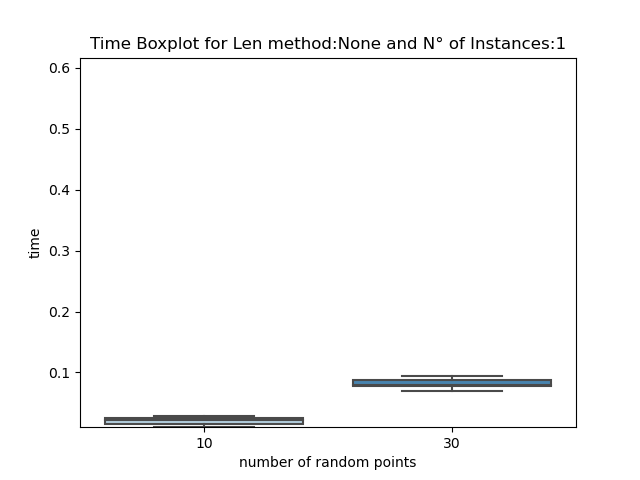 Time Boxplot for Len method:None and N° of Instances:1
0.6
0.5
0.4
0.3
0.2
0.1
time
10 30
number of random points